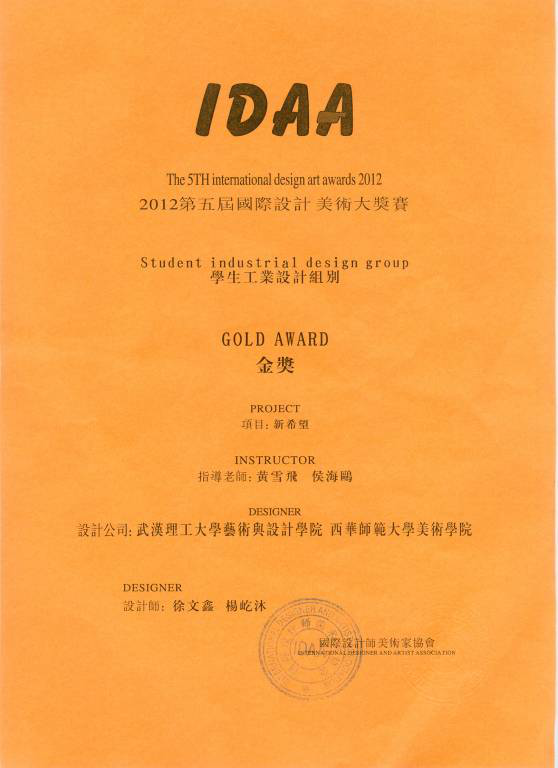 IDAA
The 5TH international design art awards 2012
2012第五屆國際設計 美術大獎賽
Student industrial design group
學生工業設計組別
GOLD AWARD
金獎
PROJECT
項目: 新希望
INSTRUCTOR
指導老師: 黃雪飛 侯海鷗
DESIGNER
設計公司: 武漢理工大學藝術與設計學院 西華師範大學美術學院
DESIGNER
設計師: 徐文鑫 楊屹沐
國際設計師美術家協會
INTERNATIONAL DESIGNER AND ARTIST ASSOCIATION
IDAA